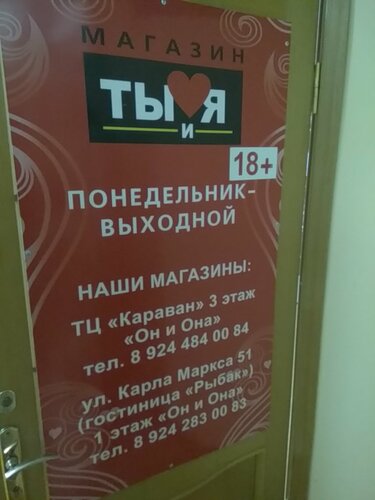 МАГАЗИН
ТЫ Я
И
18+
ПОНЕДЕЛЬНИК-
ВЫХОДНОЙ
НАШИ МАГАЗИНЫ:
ТЦ «Караван» 3 этаж
«Он и Она»
тел. 8 924 484 00 84
ул. Карла Маркса 51
(гостиница «Рыбак»)
1 этаж «Он и Она»
тел. 8 924 283 00 83